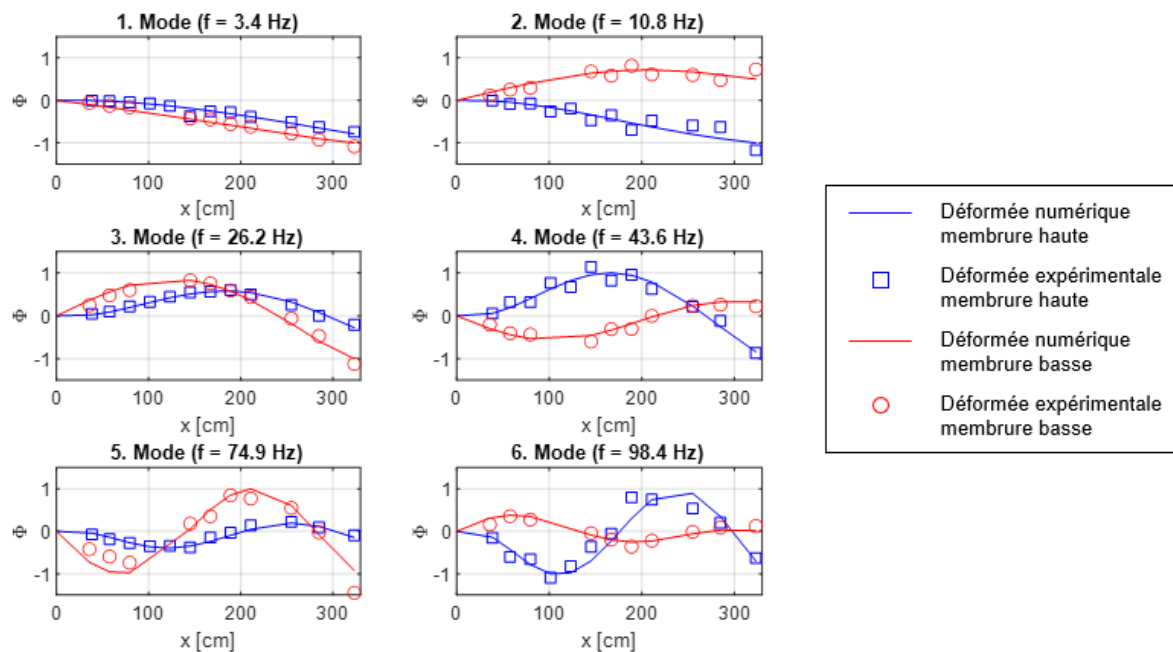 1. Mode (f = 3.4 Hz)
1
0
-1
Φ
0 100 200 300
x [cm]
2. Mode (f = 10.8 Hz)
1
0
-1
Φ
0 100 200 300
x [cm]
3. Mode (f = 26.2 Hz)
1
0
-1
Φ
0 100 200 300
x [cm]
4. Mode (f = 43.6 Hz)
1
0
-1
Φ
0 100 200 300
x [cm]
5. Mode (f = 74.9 Hz)
1
0
-1
Φ
0 100 200 300
x [cm]
6. Mode (f = 98.4 Hz)
1
0
-1
Φ
0 100 200 300
x [cm]
Déformée numérique
membrure haute
Déformée expérimentale
membrure haute
Déformée numérique
membrure basse
Déformée expérimentale
membrure basse